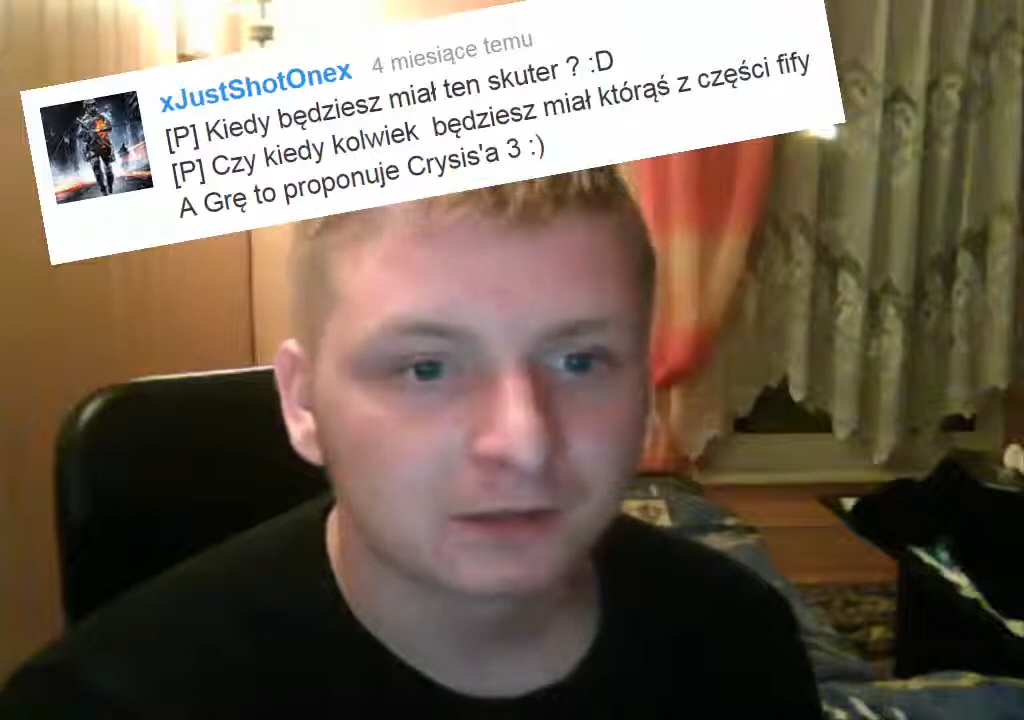 xJustShotOnex 4 miesiące temu
[P] Kiedy będziesz miał ten skuter ? :D
[P] Czy kiedy kolwiek będziesz miał którąś z części fify
A Grę to proponuje Crysis'a 3 :)